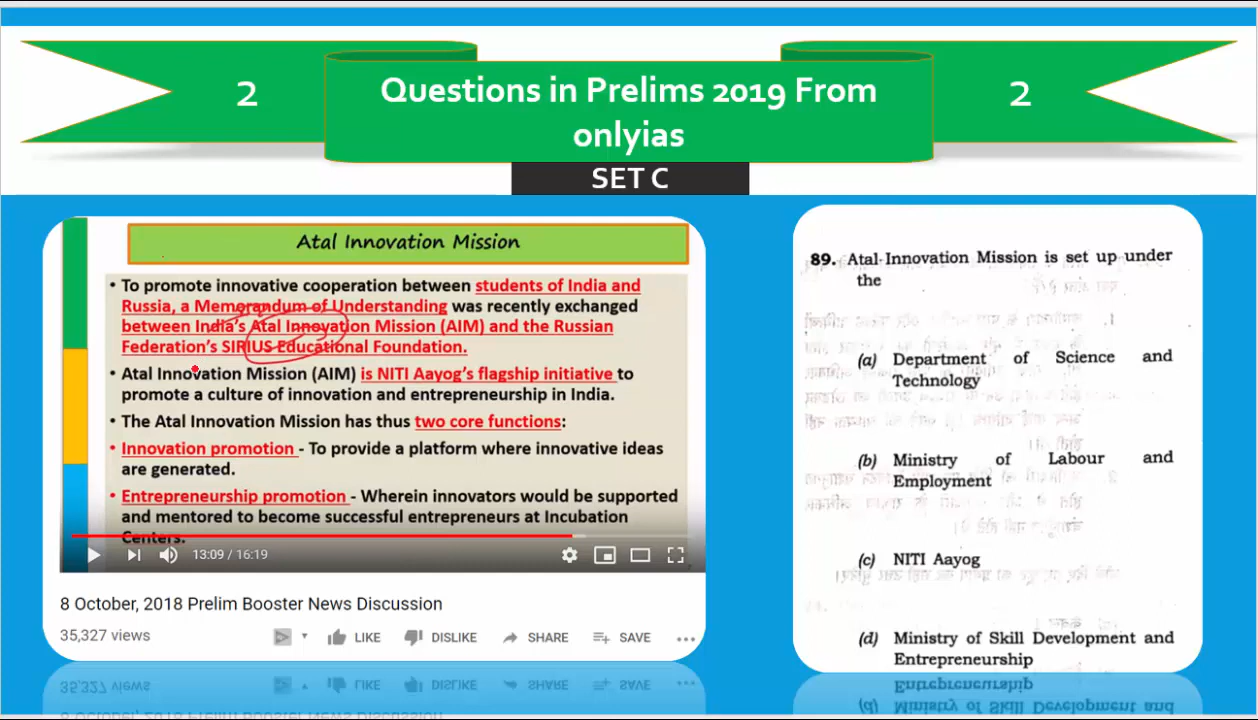 2
Questions in Prelims 2019 From
onlyias
2
SET C
Atal Innovation Mission
• To promote innovative cooperation between students of India and
Russia, a Memorandum of Understanding was recently exchanged
between India's Atal Innovation Mission (AIM) and the Russian
Federation's SIRIUS Educational Foundation.
• Atal Innovation Mission (AIM) is NITI Aayog's flagship initiative to
promote a culture of innovation and entrepreneurship in India.
• The Atal Innovation Mission has thus two core functions:
• Innovation promotion - To provide a platform where innovative ideas
are generated.
• Entrepreneurship promotion - Wherein innovators would be supported
and mentored to become successful entrepreneurs at Incubation
Centers.
13:09 / 16:19
8 October, 2018 Prelim Booster News Discussion
35,327 views
LIKE DISLIKE SHARE SAVE
89. Atal Innovation Mission is set up under
the
(a) Department of Science and
Technology
(b) Ministry of Labour and
Employment
(c) NITI Aayog
(d) Ministry of Skill Development and
Entrepreneurship